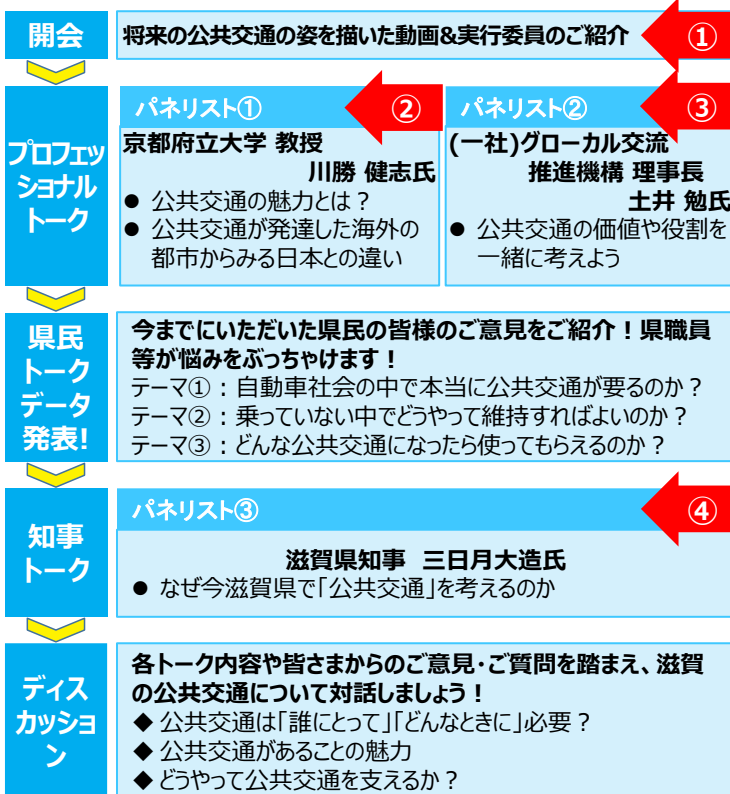 開会
将来の公共交通の姿を描いた動画&実行委員のご紹介
①
プロフェッ
ショナル
トーク
パネリスト①
②
京都府立大学 教授
川勝 健志氏
● 公共交通の魅力とは？
● 公共交通が発達した海外の
都市からみる日本との違い
パネリスト②
③
(一社)グローカル交流
推進機構 理事長
土井 勉氏
● 公共交通の価値や役割を
一緒に考えよう
県民
トーク
データ
発表!
今までにいただいた県民の皆様のご意見をご紹介！県職員
等が悩みをぶっちゃけます！
テーマ①：自動車社会の中で本当に公共交通が要るのか？
テーマ②：乗っていない中でどうやって維持すればよいのか？
テーマ③：どんな公共交通になったら使ってもらえるのか？
知事
トーク
パネリスト③
④
滋賀県知事 三日月大造氏
● なぜ今滋賀県で「公共交通」を考えるのか
ディス
カッショ
ン
各トーク内容や皆さまからのご意見・ご質問を踏まえ、滋賀
の公共交通について対話しましょう！
◆ 公共交通は「誰にとって」「どんなときに」必要？
◆ 公共交通があることの魅力
◆ どうやって公共交通を支えるか？